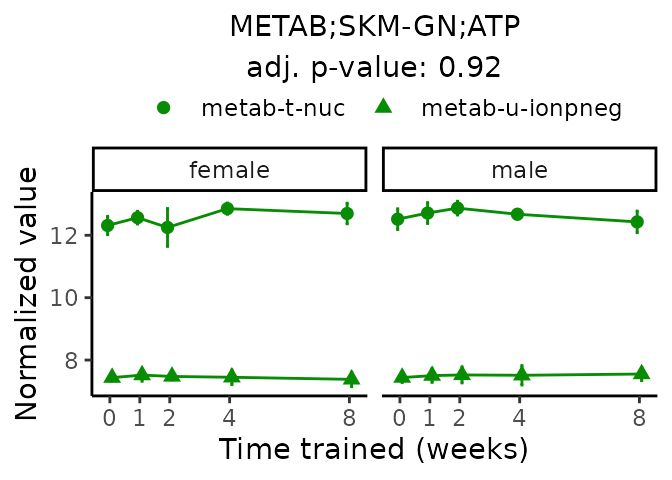 METAB;SKM-GN;ATP
adj. p-value: 0.92
metab-t-nuc metab-u-ionpneg
female male
Normalized value
12
10
8
0 1 2 4 8 0 1 2 4 8
Time trained (weeks)